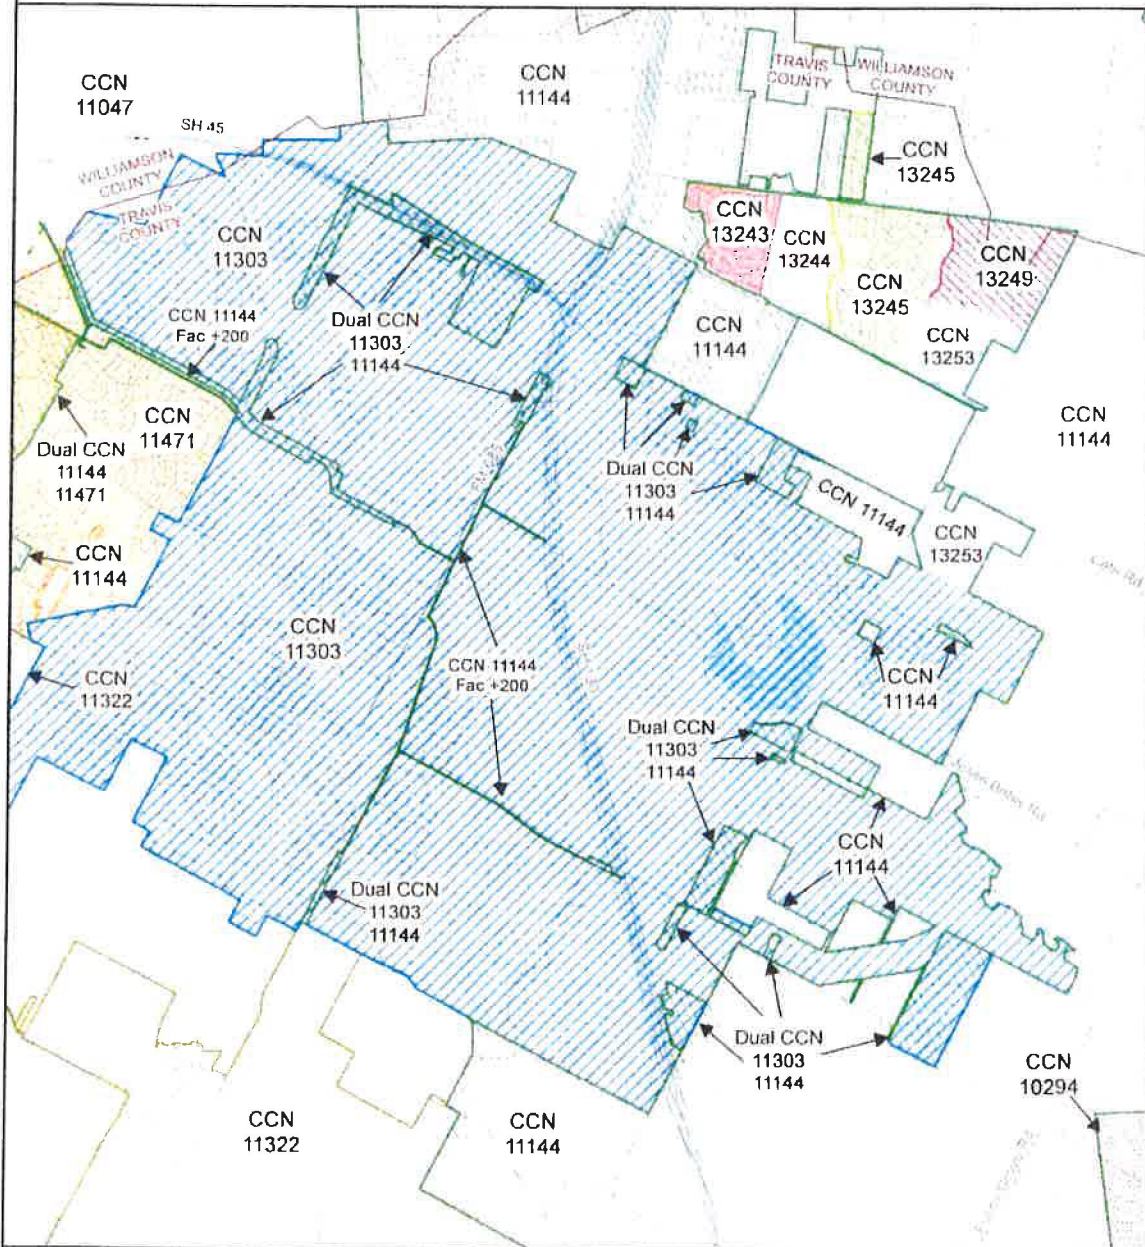 CCN
11047
CCN
11144
TRAVIS
COUNTY
WILLIAMSON
COUNTY
SH 45
WILLIAMSON
COUNTY
TRAVIS
COUNTY
CCN
13245
CCN
11303
CCN
13243
CCN
13244
CCN
13249
CCN
13245
CCN 11144
Fac +200
Dual CCN
11303
11144
CCN
11144
CCN
13253
CCN
11144
CCN
11471
Dual CCN
11144
11471
Dual CCN
11303
11144
CCN 11144
CCN
13253
CCN
11144
CCN
11303
CCN 11144
Fac +200
CCN
11144
CCN
11322
Dual CCN
11303
11144
CCN
11144
Dual CCN
11303
11144
Dual CCN
11303
11144
CCN
10294
CCN
11322
CCN
11144